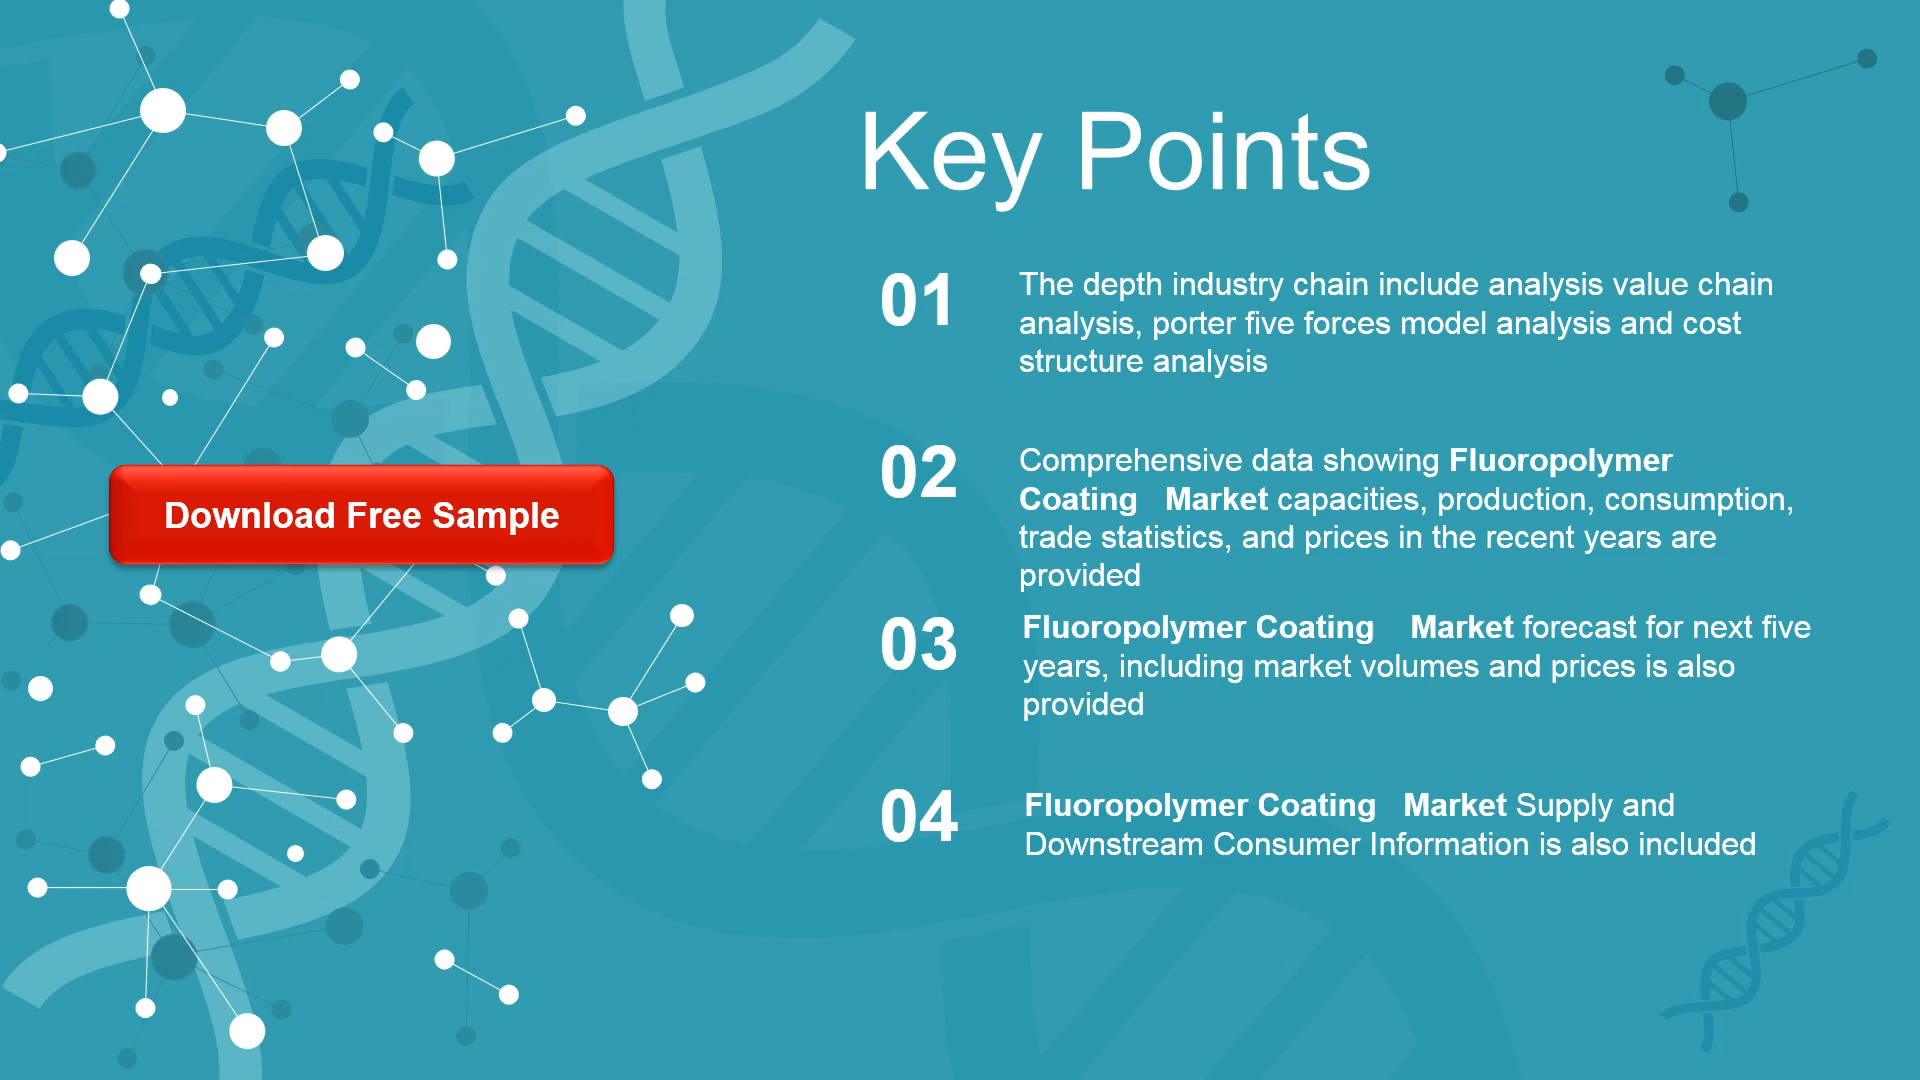 Key Points
01
The depth industry chain include analysis value chain
analysis, porter five forces model analysis and cost
structure analysis
02
Comprehensive data showing Fluoropolymer
Coating Market capacities, production, consumption,
trade statistics, and prices in the recent years are
provided
Download Free Sample
03
Fluoropolymer Coating Market forecast for next five
years, including market volumes and prices is also
provided
04
Fluoropolymer Coating Market Supply and
Downstream Consumer Information is also included